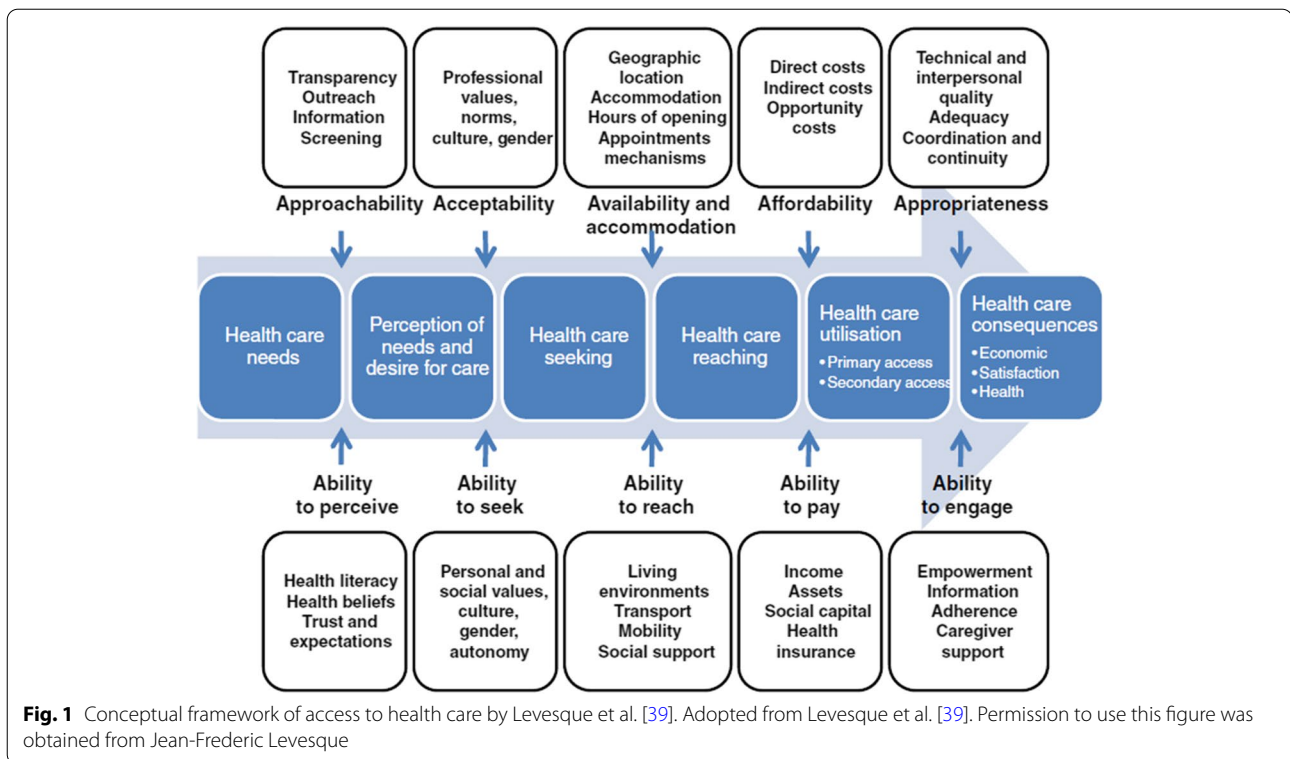 Transparency
Outreach
Information
Screening
Professional
values,
norms,
culture, gender
Geographic
location
Accommodation
Hours of opening
Appointments
mechanisms
Direct costs
Indirect costs
Opportunity
costs
Technical and
interpersonal
quality
Adequacy
Coordination and
continuity
Approachability
Acceptability
Availability and
accommodation
Affordability
Appropriateness
Health care
needs
Perception of
needs and
desire for care
Health care
seeking
Health care
reaching
Health care
utilisation
• Primary access
• Secondary access
Health care
consequences
• Economic
• Satisfaction
• Health
Ability
to perceive
Ability
to seek
Ability
to reach
Ability
to pay
Ability
to engage
Health literacy
Health beliefs
Trust and
expectations
Personal and
social values,
culture,
gender,
autonomy
Living
environments
Transport
Mobility
Social support
Income
Assets
Social capital
Health
insurance
Empowerment
Information
Adherence
Caregiver
support
Fig. 1 Conceptual framework of access to health care by Levesque et al. [39]. Adopted from Levesque et al. [39]. Permission to use this figure was
obtained from Jean-Frederic Levesque